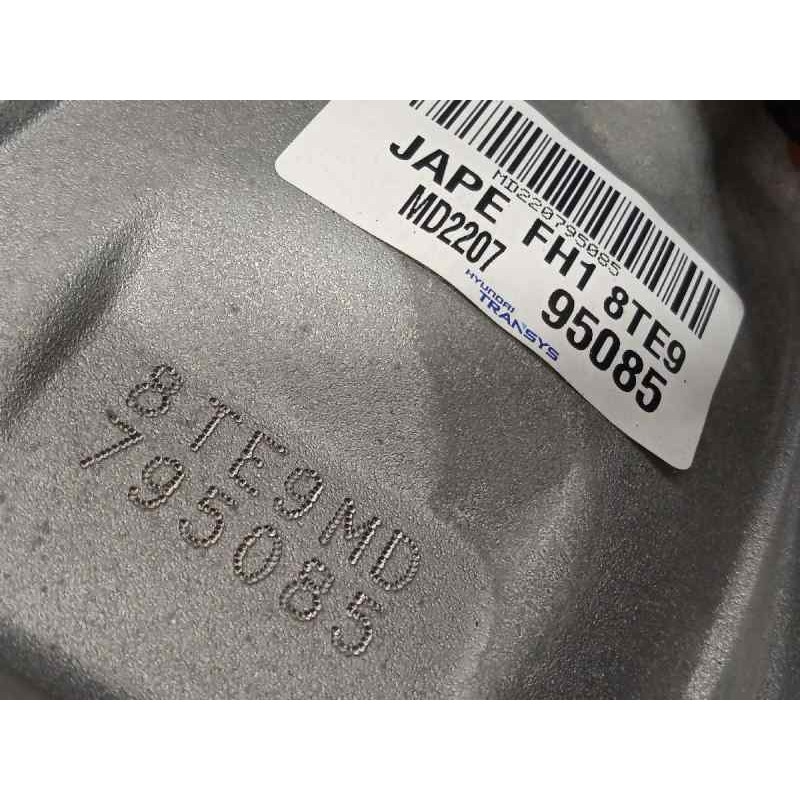 MD220795085
JAPE FH1 8TE9
MD2207 95085
HYUNDAI
TRANSYS
8TE9MD
795085